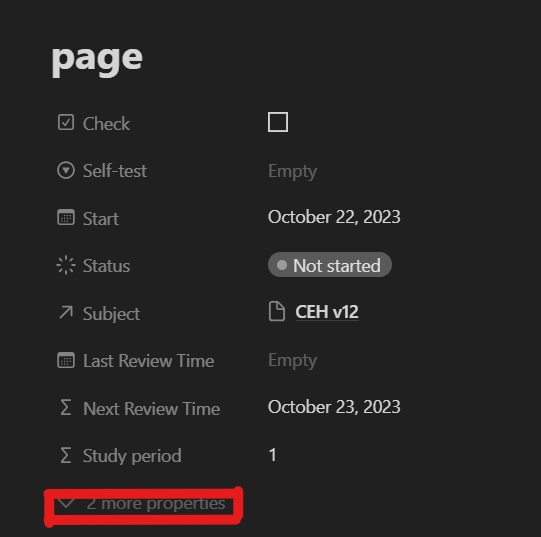 page
Check
Self-test Empty
Start October 22, 2023
Status Not started
Subject CEH v12
Last Review Time Empty
Next Review Time October 23, 2023
Study period 1
2 more properties